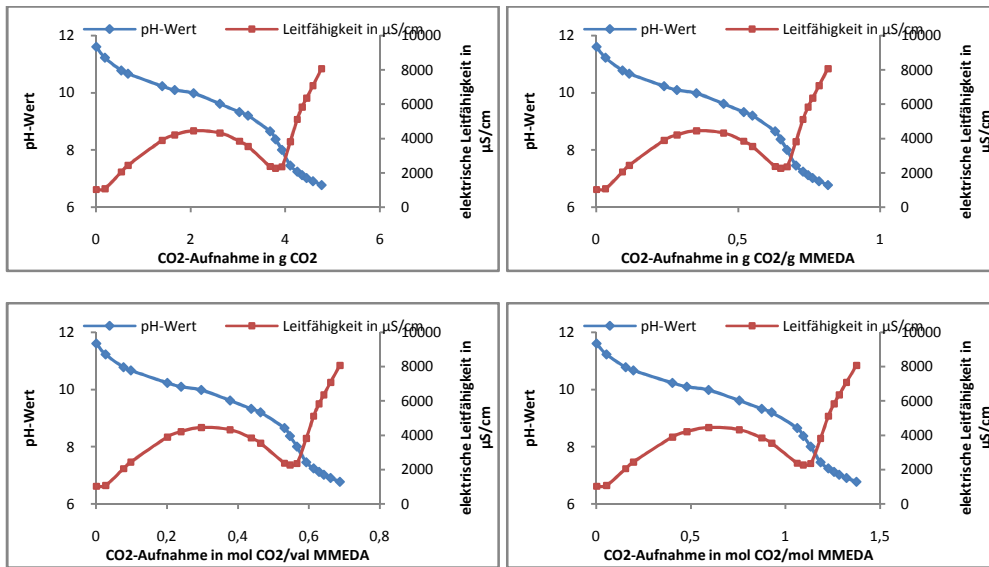 pH-Wert
Leitfähigkeit in µS/cm
12
10
8
6
10000
8000
6000
4000
2000
0
0
2
4
6
pH-Wert
elektrische Leitfähigkeit in
µS/cm
CO2-Aufnahme in g CO2
pH-Wert
Leitfähigkeit in µS/cm
12
10
8
6
10000
8000
6000
4000
2000
0
0
0,5
1
pH-Wert
elektrische Leitfähigkeit in
µS/cm
CO2-Aufnahme in g CO2/g MMEDA
pH-Wert
Leitfähigkeit in µS/cm
12
10
8
6
10000
8000
6000
4000
2000
0
0
0,2
0,4
0,6
0,8
pH-Wert
elektrische Leitfähigkeit in
µS/cm
CO2-Aufnahme in mol CO2/val MMEDA
pH-Wert
Leitfähigkeit in µS/cm
12
10
8
6
10000
8000
6000
4000
2000
0
0
0,5
1
1,5
pH-Wert
elektrische Leitfähigkeit in
µS/cm
CO2-Aufnahme in mol CO2/mol MMEDA